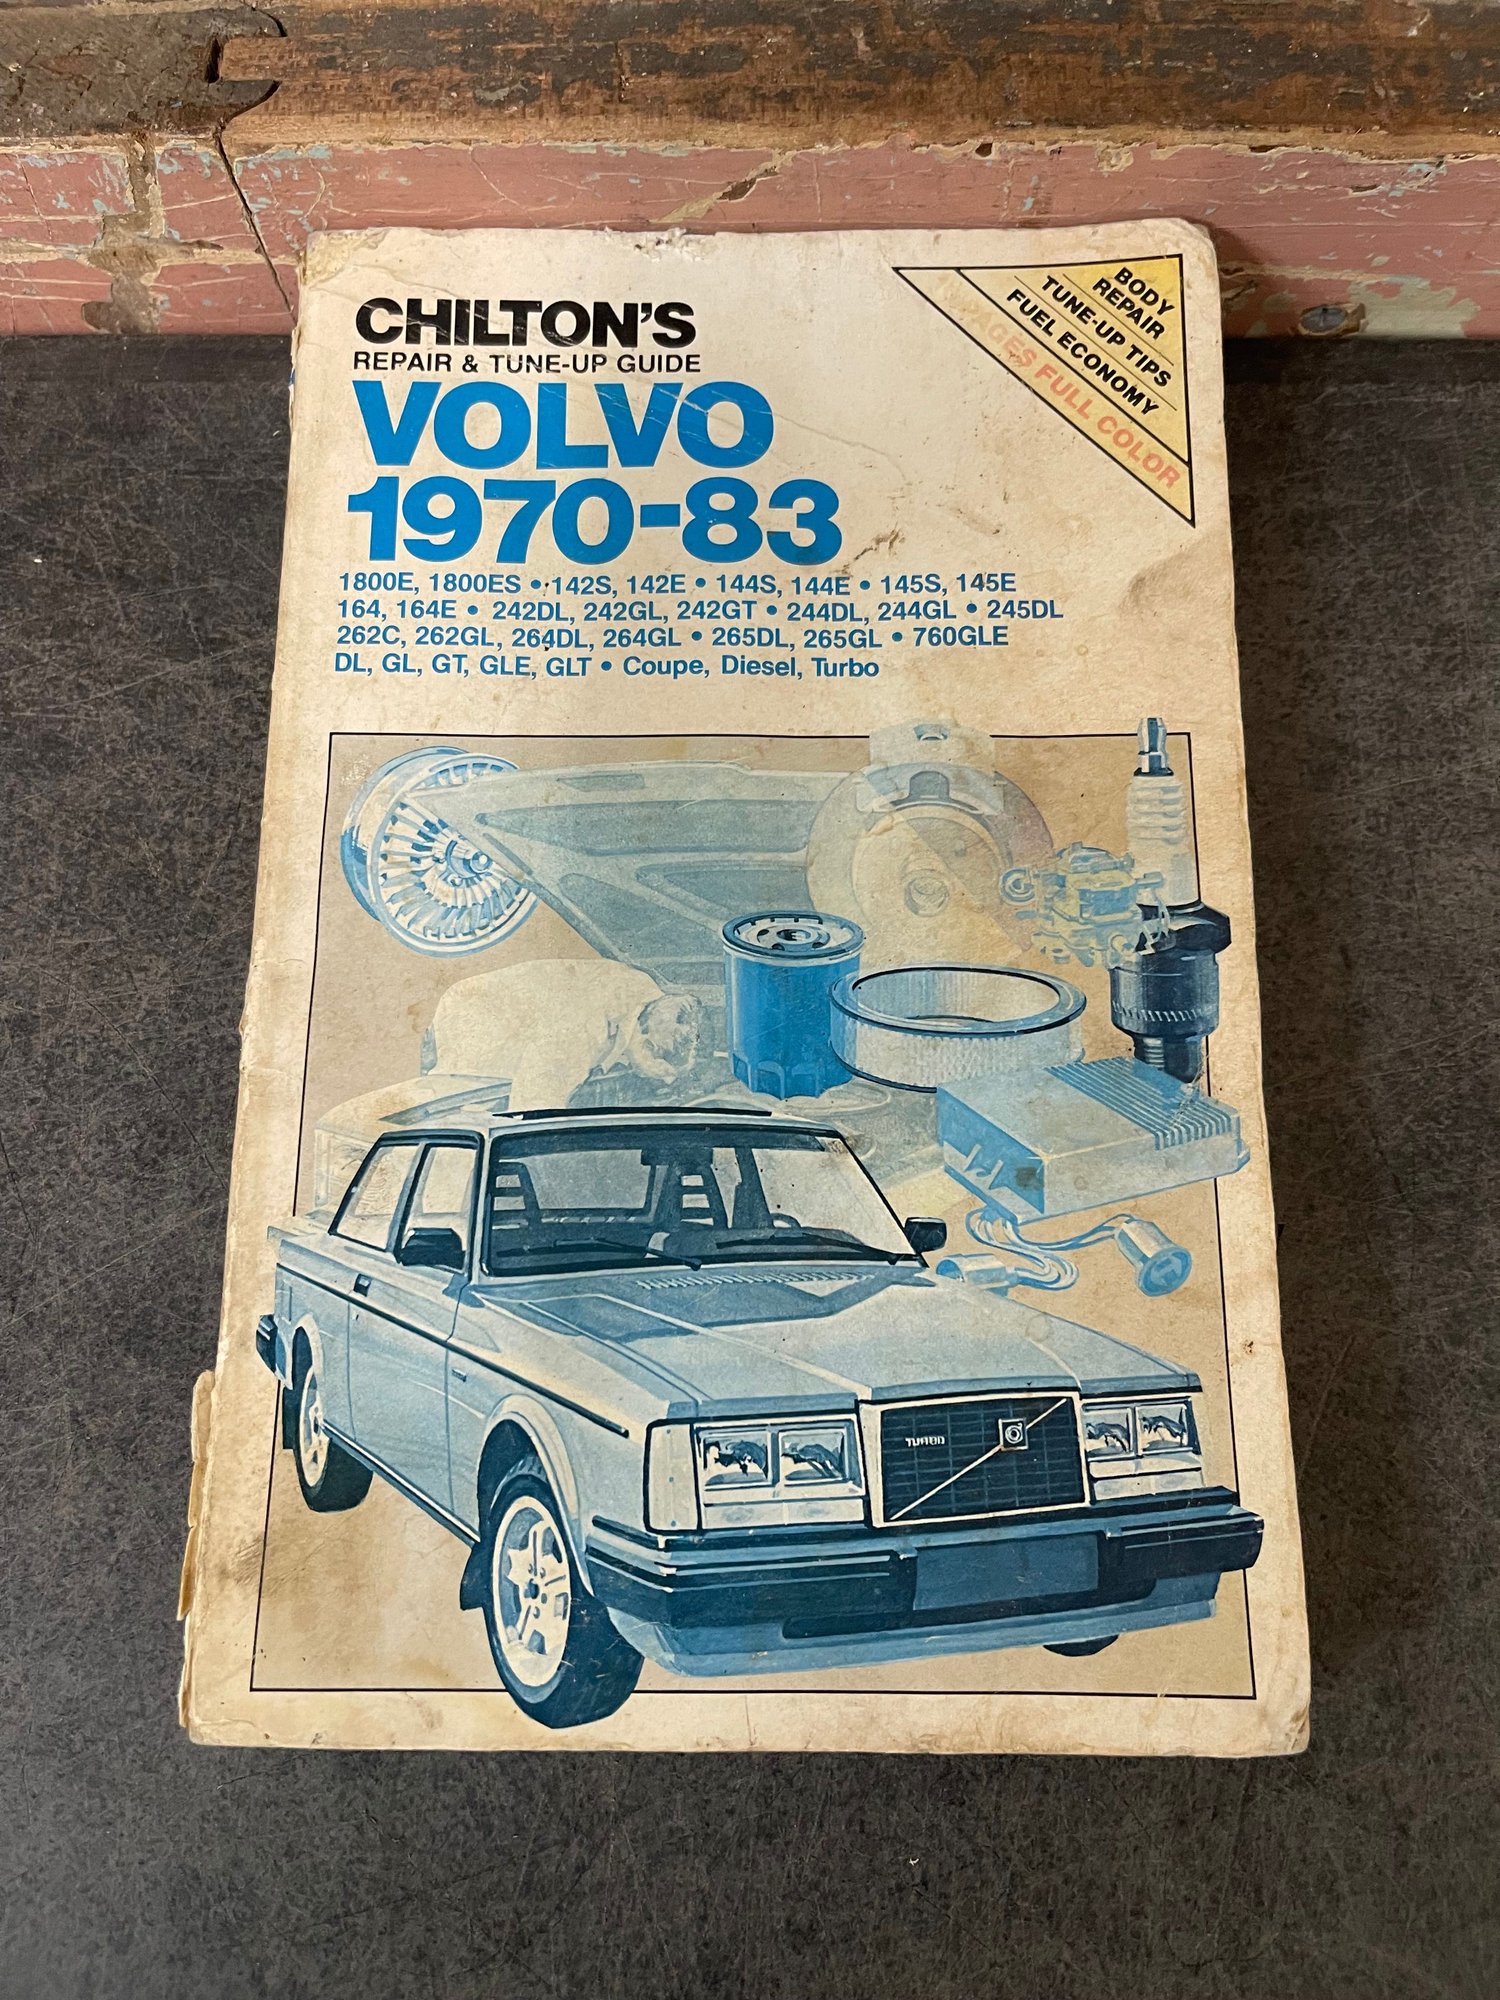 CHILTON'S
REPAIR & TUNE-UP GUIDE
VOLVO
1970-83
1800E, 1800ES • 142S, 142E • 144S, 144E • 145S, 145E
164, 164E • 242DL, 242GL, 242GT • 244DL, 244GL • 245DL
262C, 262GL, 264DL, 264GL • 265DL, 265GL • 760GLE
DL, GL, GT, GLE, GLT • Coupe, Diesel, Turbo
BODY
REPAIR
TUNE-UP TIPS
FUEL ECONOMY
PAGES FULL COLOR
TURBO